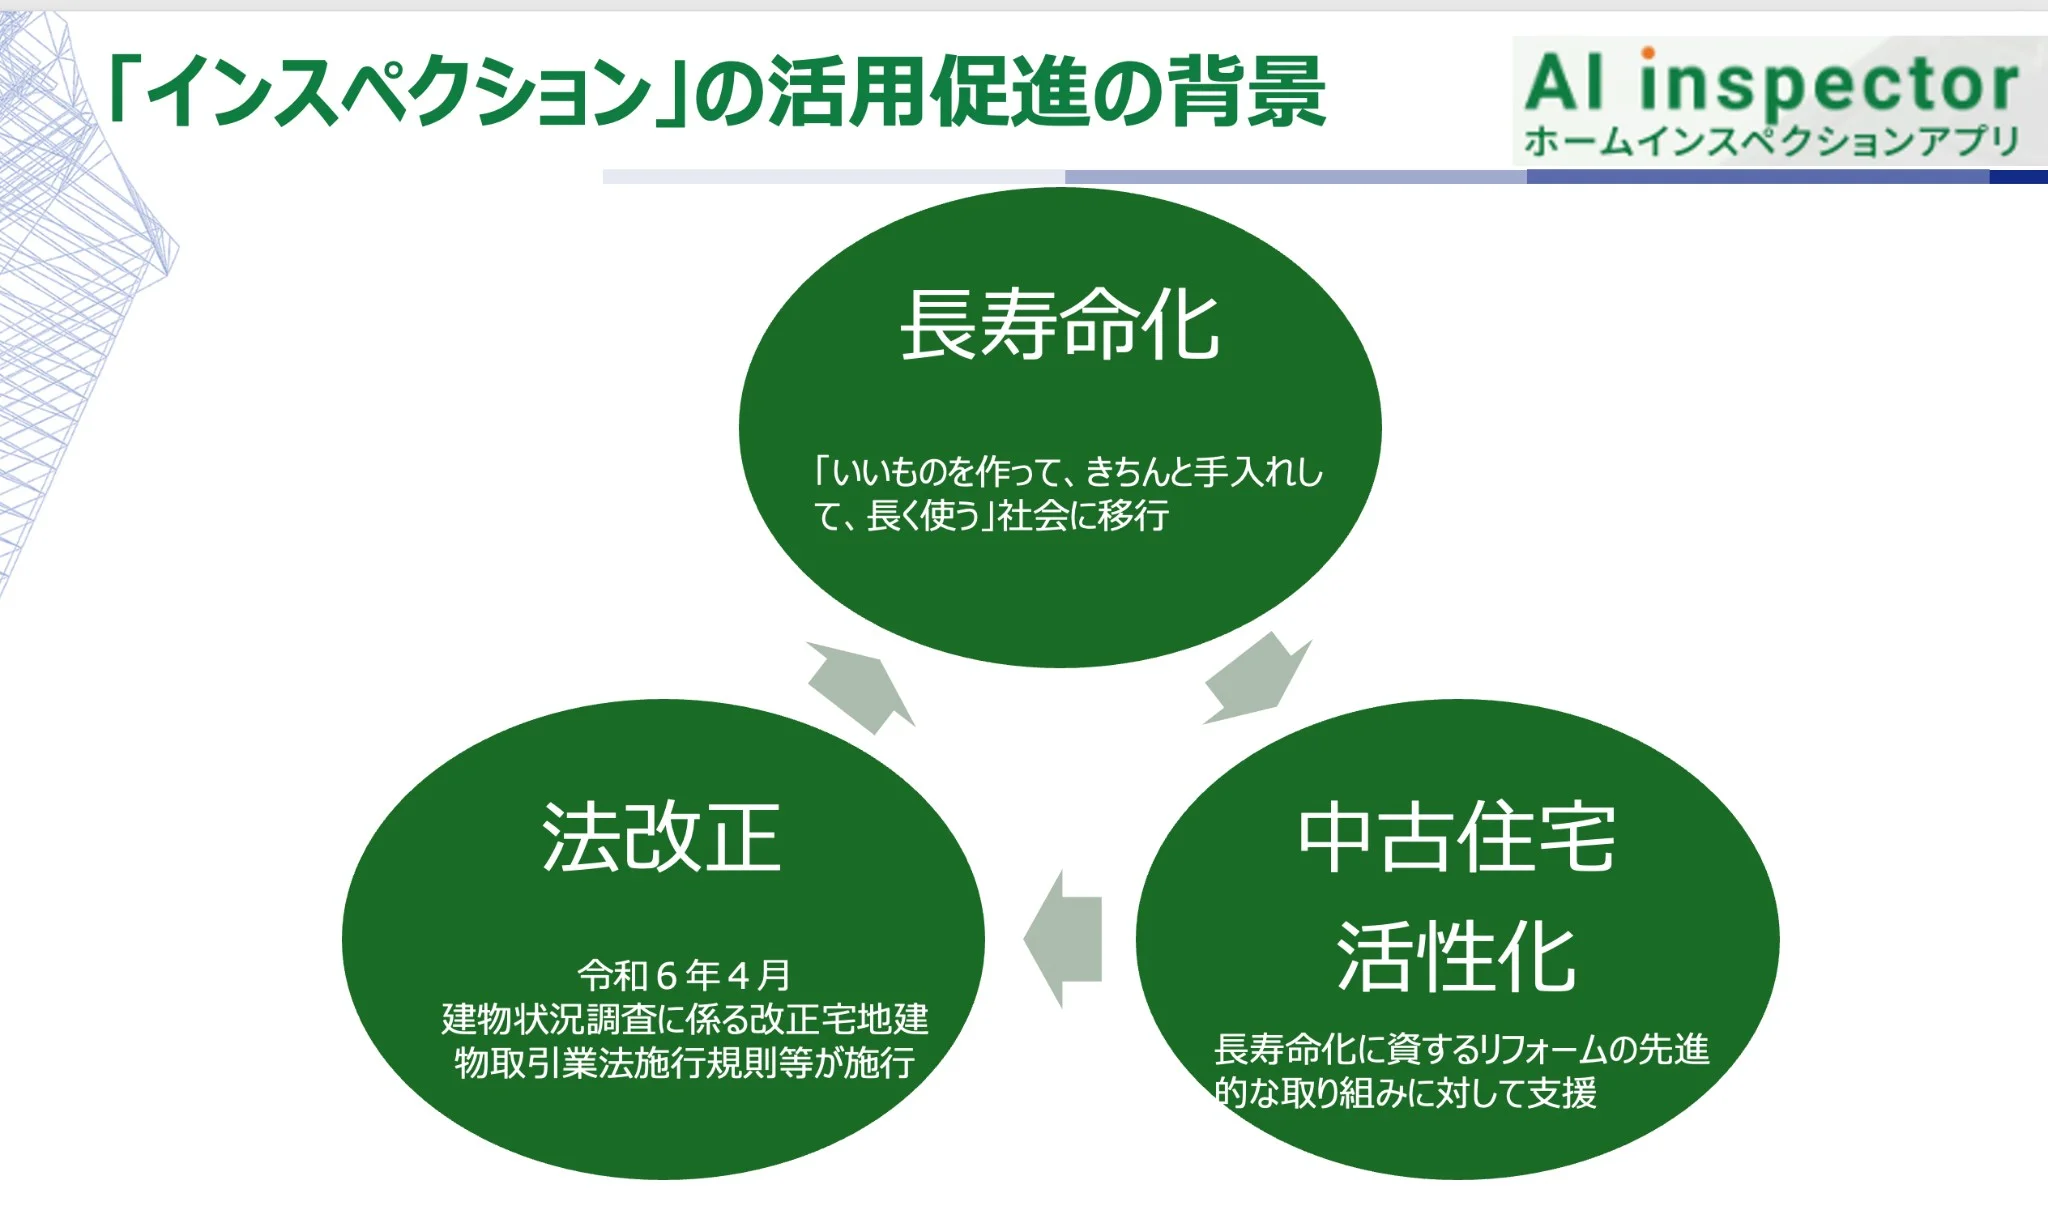 「インスペクション」の活用促進の背景
AI inspector
ホームインスペクションアプリ
長寿命化
「いいものを作って、きちんと手入れし
て、長く使う」社会に移行
法改正
令和６年４月
建物状況調査に係る改正宅地建
物取引業法施行規則等が施行
中古住宅
活性化
長寿命化に資するリフォームの先進
的な取り組みに対して支援